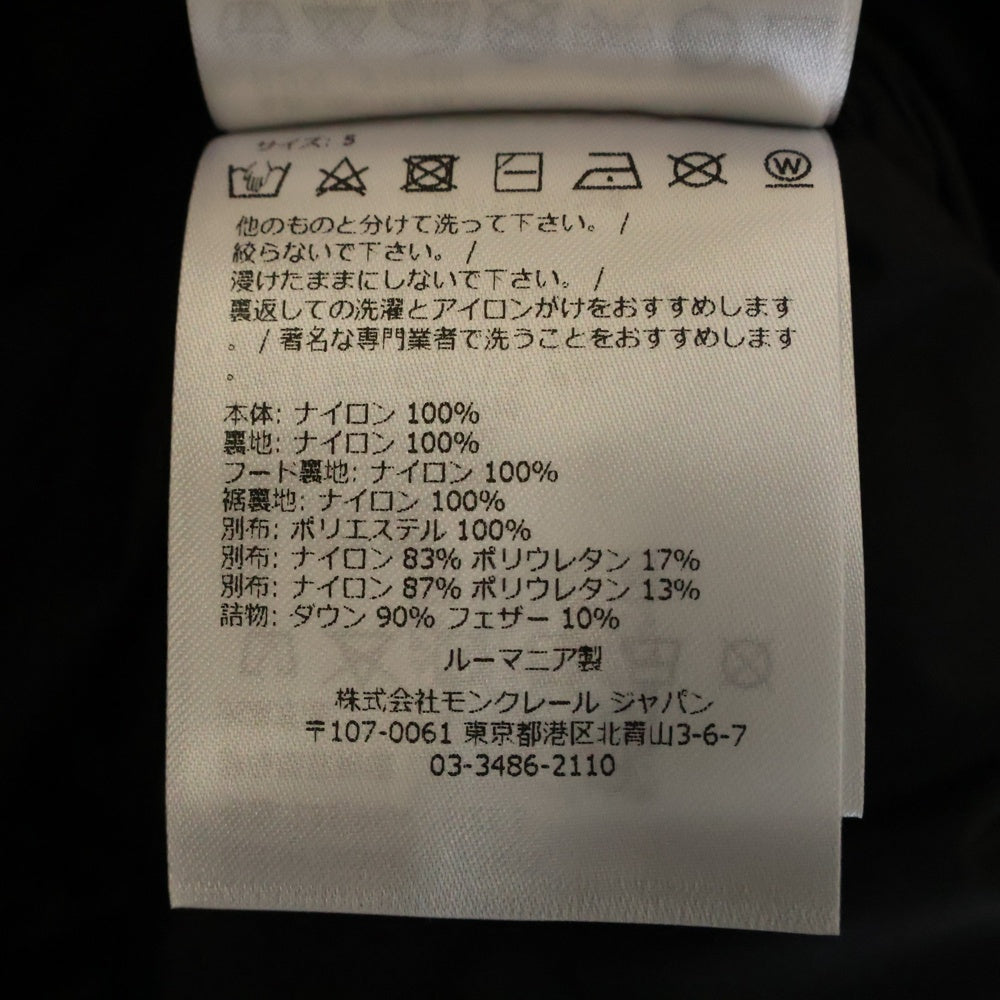 サイズ: 5
W
他のものと分けて洗って下さい。 /
絞らないで下さい。 /
浸けたままにしないで下さい。 /
裏返しての洗濯とアイロンがけをおすすめします
。 / 著名な専門業者で洗うことをおすすめします
。
本体: ナイロン 100%
裏地: ナイロン 100%
フード裏地: ナイロン 100%
裾裏地: ナイロン 100%
別布: ポリエステル 100%
別布: ナイロン 83% ポリウレタン 17%
別布: ナイロン 87% ポリウレタン 13%
詰物: ダウン 90% フェザー 10%
ルーマニア製
株式会社モンクレール ジャパン
〒107-0061 東京都港区北青山3-6-7
03-3486-2110